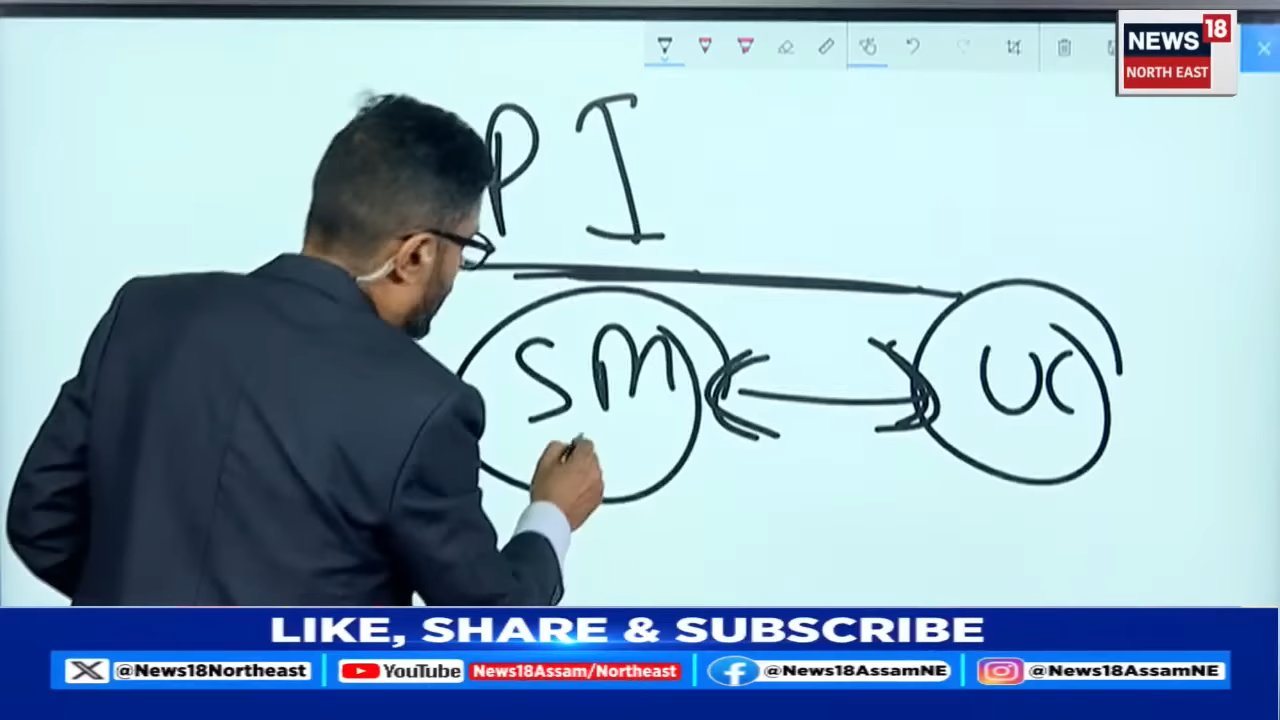 NEWS 18
NORTH EAST
PI
SM UC
LIKE, SHARE & SUBSCRIBE
@News18Northeast YouTube News18Assam/Northeast @News18AssamNE @News18AssamNE